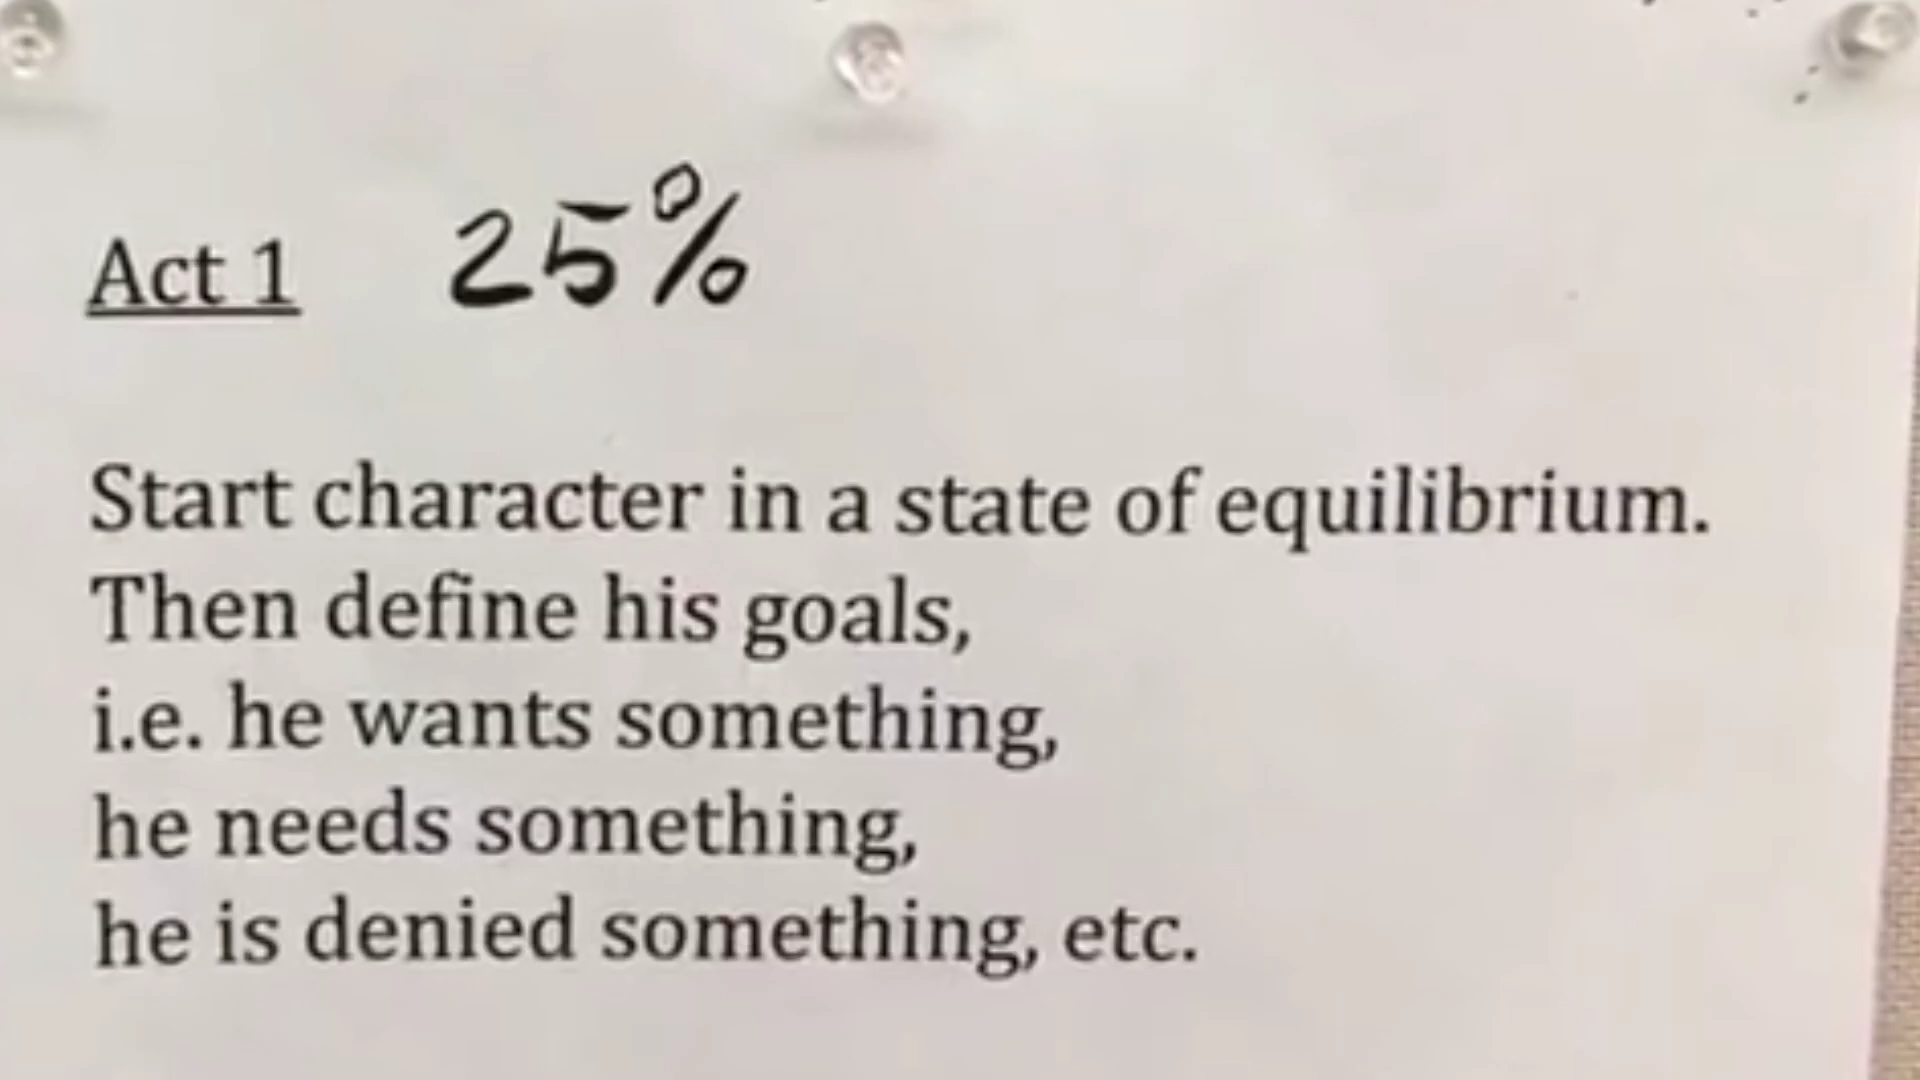 Act 1 25%
Start character in a state of equilibrium.
Then define his goals,
i.e. he wants something,
he needs something,
he is denied something, etc.